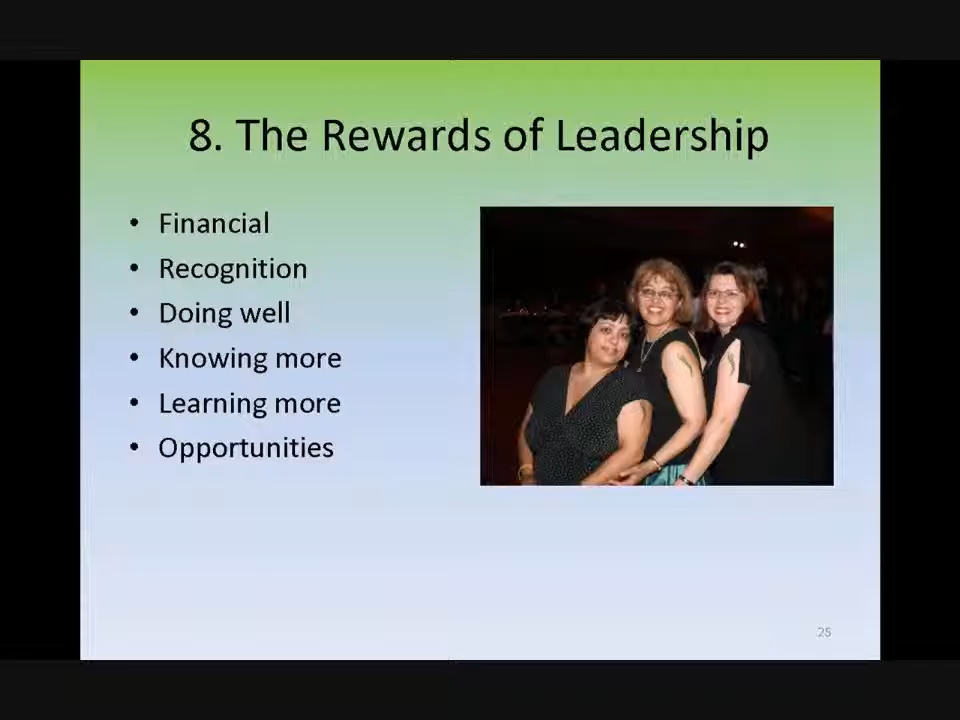 8. The Rewards of Leadership
• Financial
• Recognition
• Doing well
• Knowing more
• Learning more
• Opportunities
25